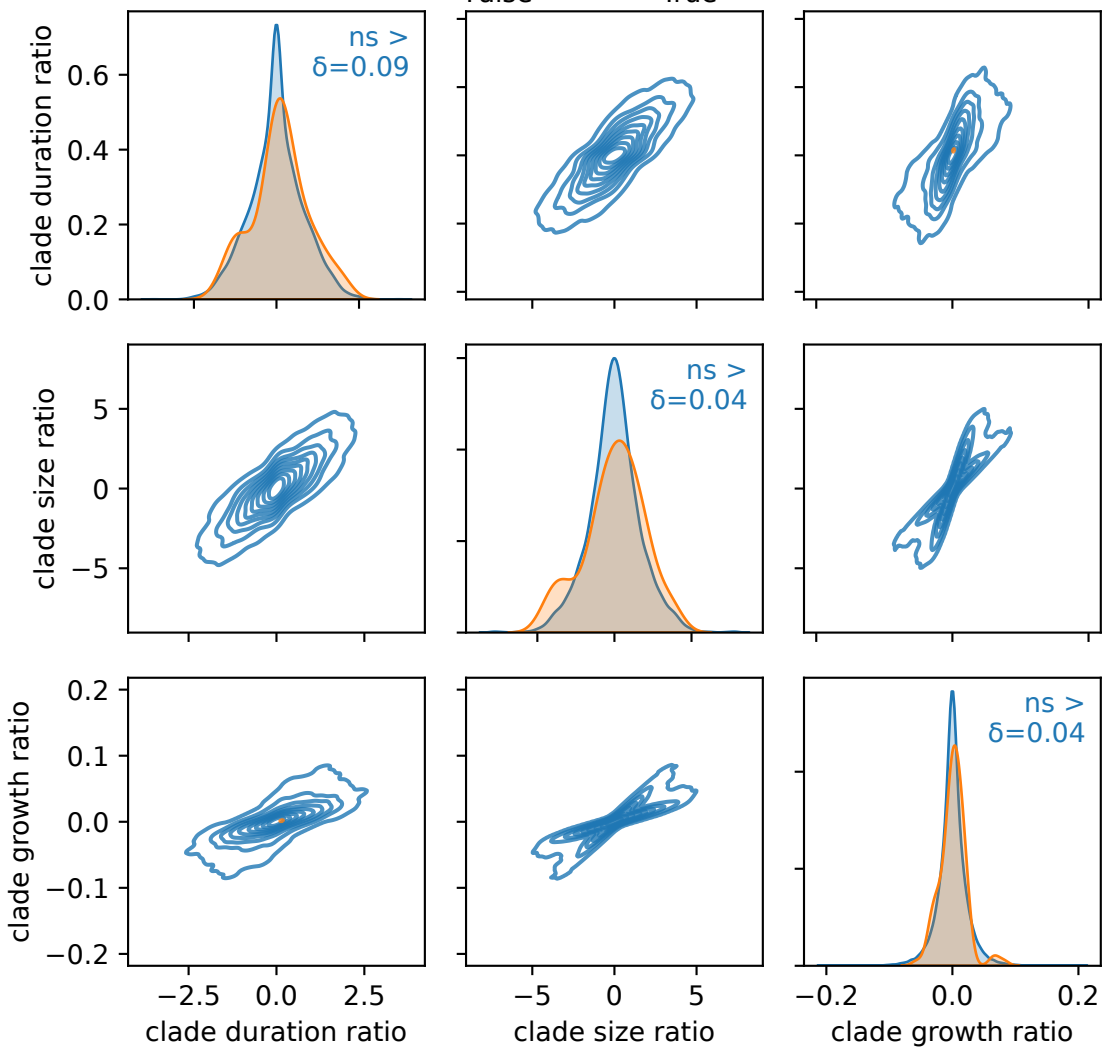 clade duration ratio
0.6
0.4
0.2
0.0
ns >
δ=0.09
clade size ratio
5
0
−5
ns >
δ=0.04
clade growth ratio
0.2
0.1
0.0
−0.1
−0.2
ns >
δ=0.04
−2.5 0.0 2.5
−5 0 5
−0.2 0.0 0.2
clade duration ratio
clade size ratio
clade growth ratio